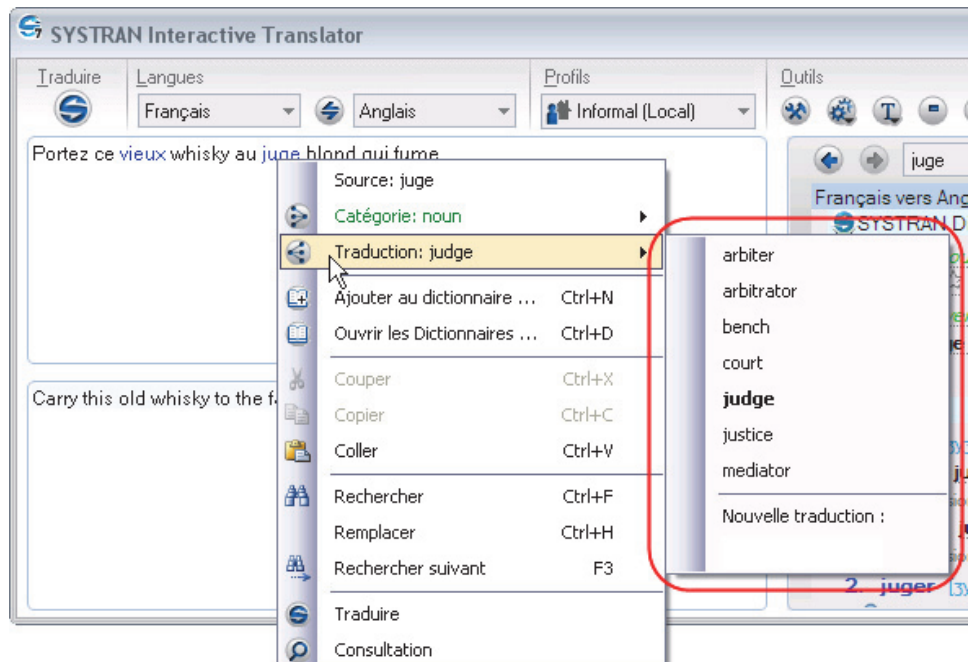 SYSTRAN Interactive Translator
Traduire
Langues
Profils
Outils
Français
Anglais
Informal (Local)
Portez ce vieux whisky au juge blond qui fume
juge
Français vers Ang
SYSTRAN D
Source: juge
Catégorie: noun
Traduction: judge
Ajouter au dictionnaire ... Ctrl+N
Ouvrir les Dictionnaires ... Ctrl+D
Couper Ctrl+X
Copier Ctrl+C
Coller Ctrl+V
Rechercher Ctrl+F
Remplacer Ctrl+H
Rechercher suivant F3
Traduire
Consultation
arbiter
arbitrator
bench
court
judge
justice
mediator
Nouvelle traduction :
Carry this old whisky to the
2. juger